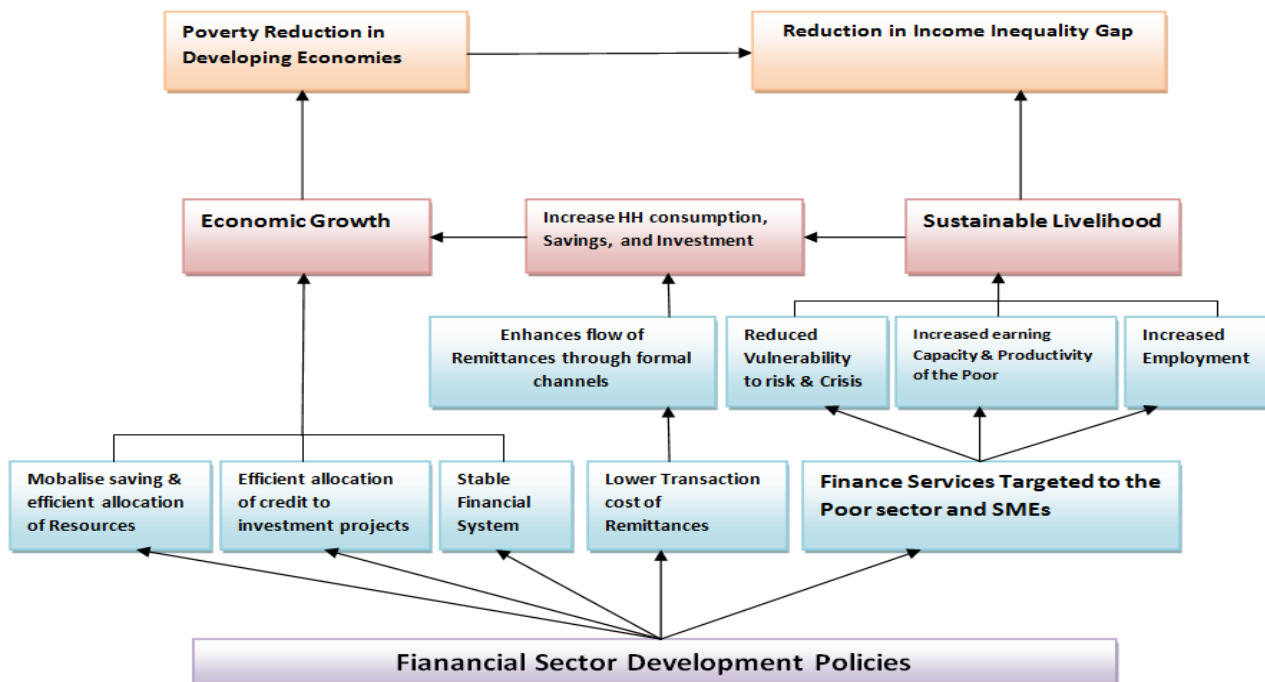 Poverty Reduction in
Developing Economies
Reduction in Income Inequality Gap
Economic Growth
Increase HH consumption,
Savings, and Investment
Sustainable Livelihood
Enhances flow of
Remittances through formal
channels
Reduced
Vulnerability
to risk & Crisis
Increased earning
Capacity & Productivity
of the Poor
Increased
Employment
Mobalise saving &
efficient allocation
of Resources
Efficient allocation
of credit to
investment projects
Stable
Financial
System
Lower Transaction
cost of
Remittances
Finance Services Targeted to the
Poor sector and SMEs
Fianancial Sector Development Policies